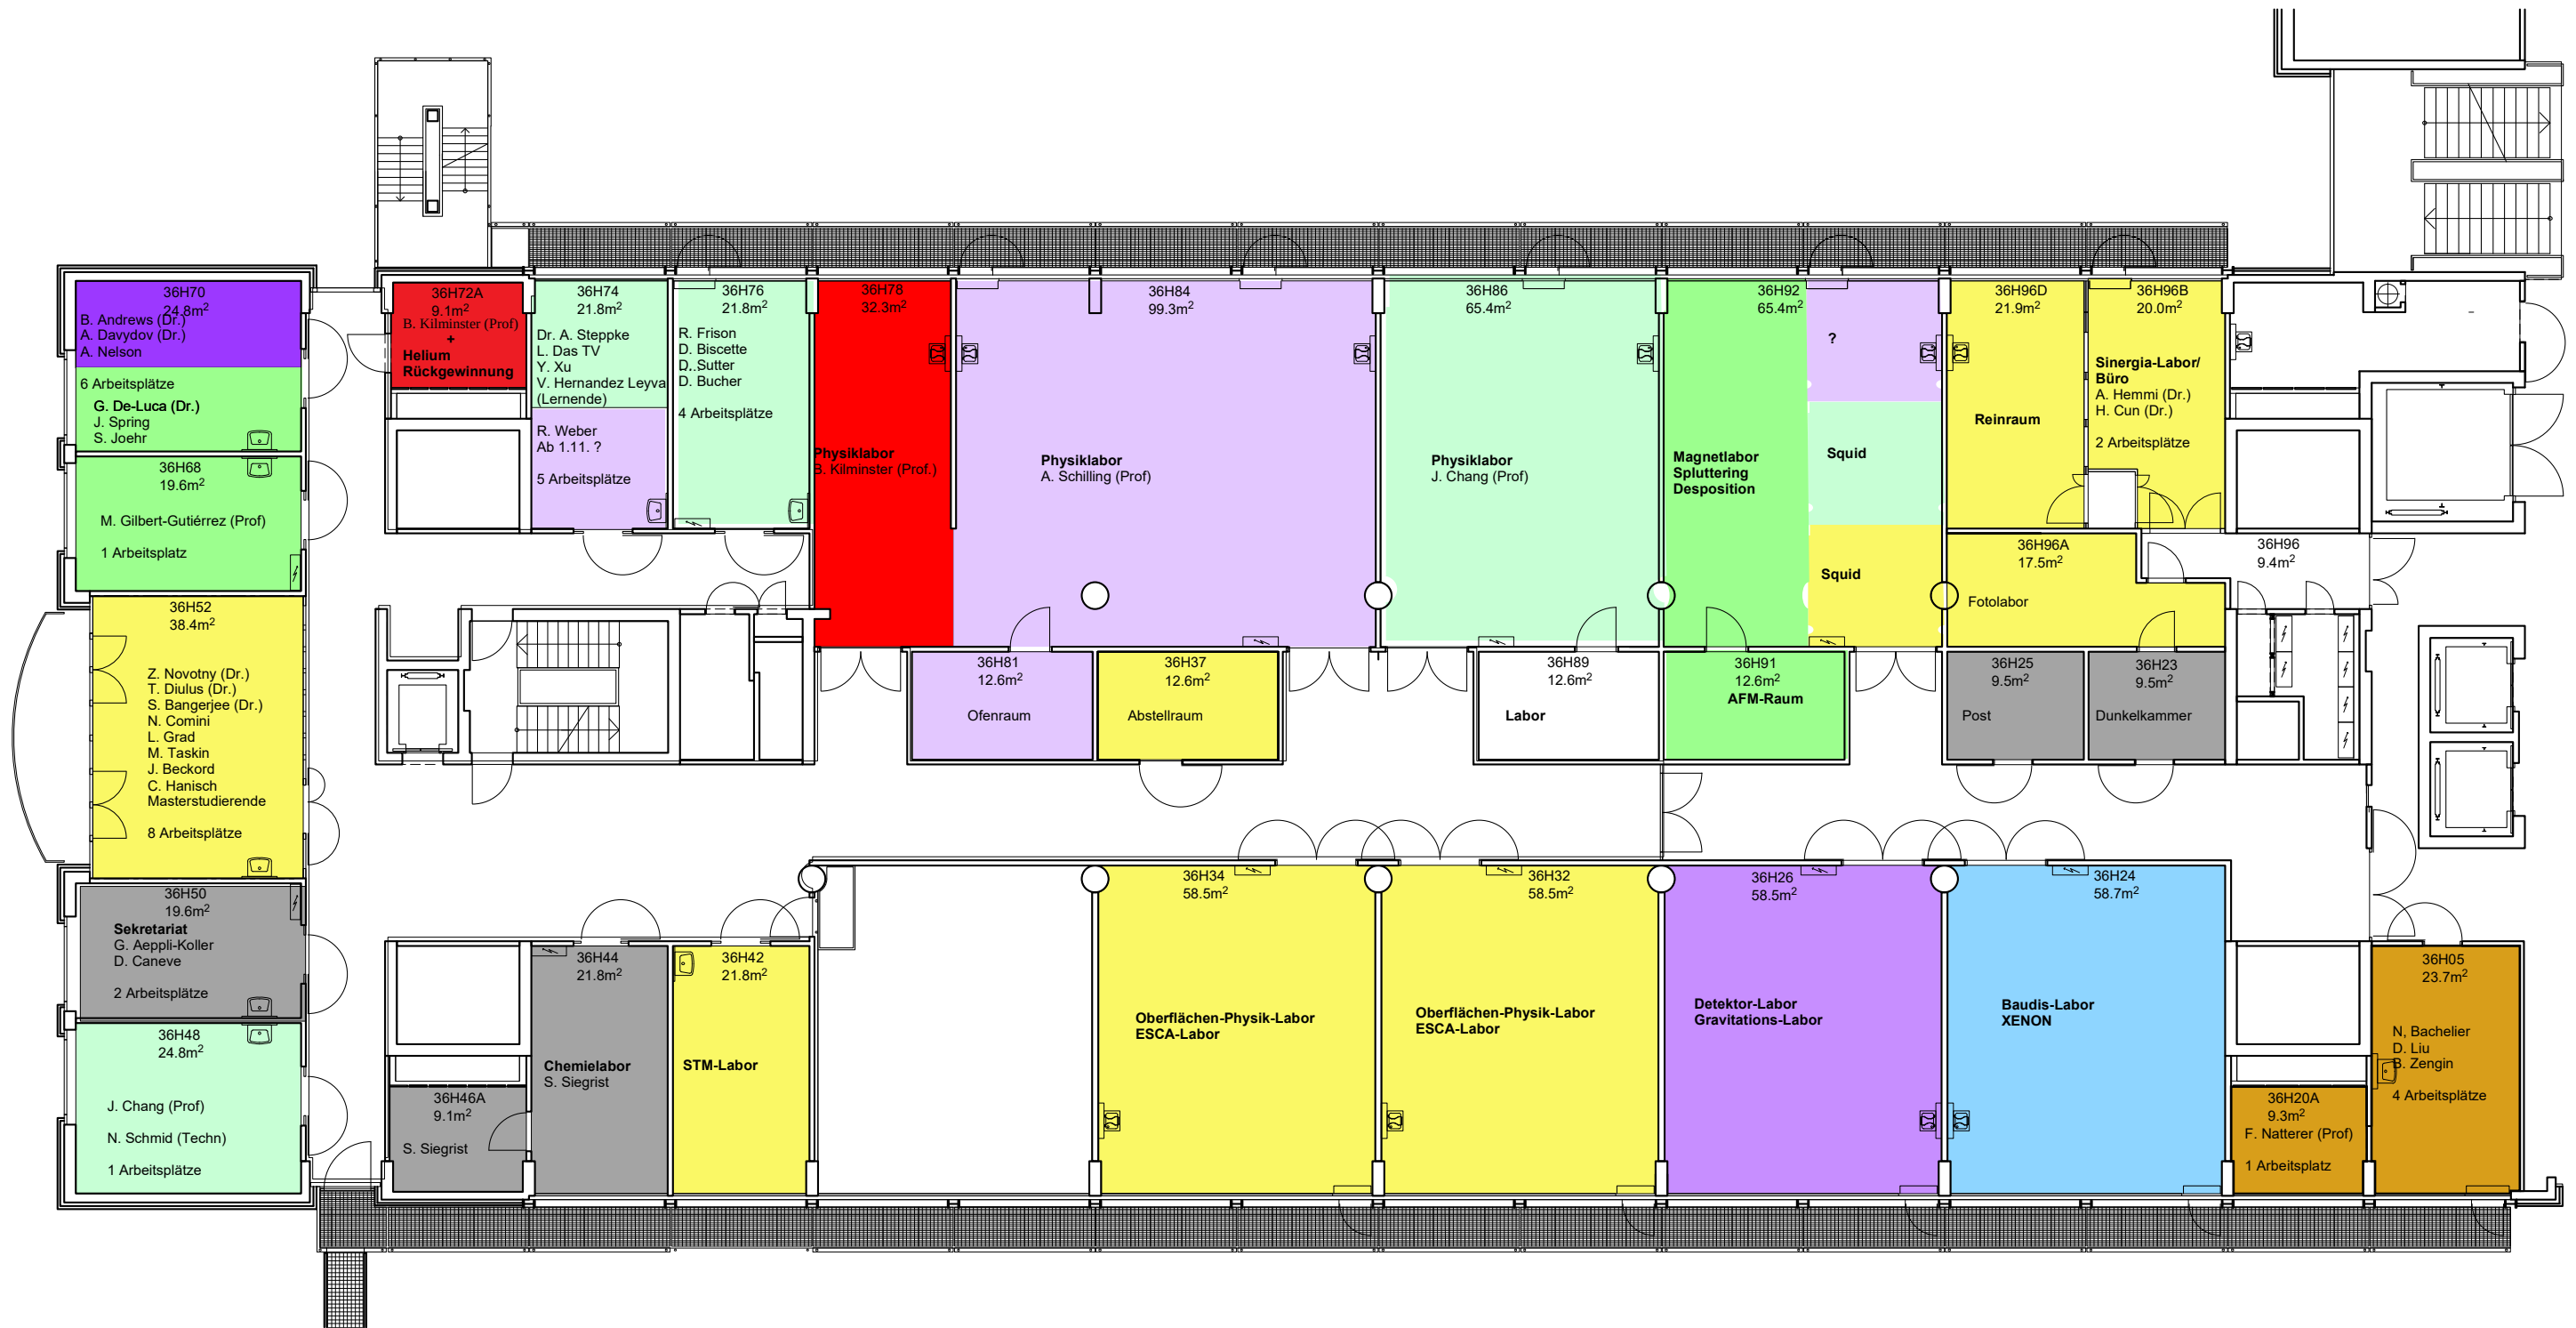 36H70
24.8m²
B. Andrews (Dr.)
A. Davydov (Dr.)
A. Nelson
6 Arbeitsplätze
G. De-Luca (Dr.)
J. Spring
S. Joehr
36H68
19.6m²
M. Gilbert-Gutiérrez (Prof)
1 Arbeitsplatz
36H52
38.4m²
Z. Novotny (Dr.)
T. Diulus (Dr.)
S. Bangerjee (Dr.)
N. Comini
L. Grad
M. Taskin
J. Beckord
C. Hanisch
Masterstudierende
8 Arbeitsplätze
36H50
19.6m²
Sekretariat
G. Aeppli-Koller
D. Caneve
2 Arbeitsplätze
36H48
24.8m²
J. Chang (Prof)
N. Schmid (Techn)
1 Arbeitsplätze
36H72A
9.1m²
B. Kilminster (Prof)
+
Helium
Rückgewinnung
36H74
21.8m²
Dr. A. Steppke
L. Das TV
Y. Xu
V. Hernandez Leyva
(Lernende)
R. Weber
Ab 1.11. ?
5 Arbeitsplätze
36H76
21.8m²
R. Frison
D. Biscette
D..Sutter
D. Bucher
4 Arbeitsplätze
36H78
32.3m²
Physiklabor
B. Kilminster (Prof.)
36H84
99.3m²
Physiklabor
A. Schilling (Prof)
36H86
65.4m²
Physiklabor
J. Chang (Prof)
36H92
65.4m²
Magnetlabor
Spluttering
Desposition
?
Squid
Squid
36H96D
21.9m²
Reinraum
36H96B
20.0m²
Sinergia-Labor/
Büro
A. Hemmi (Dr.)
H. Cun (Dr.)
2 Arbeitsplätze
36H96A
17.5m²
Fotolabor
36H96
9.4m²
36H81
12.6m²
Ofenraum
36H37
12.6m²
Abstellraum
36H89
12.6m²
Labor
36H91
12.6m²
AFM-Raum
36H25
9.5m²
Post
36H23
9.5m²
Dunkelkammer
36H46A
9.1m²
S. Siegrist
36H44
21.8m²
Chemielabor
S. Siegrist
36H42
21.8m²
STM-Labor
36H34
58.5m²
Oberflächen-Physik-Labor
ESCA-Labor
36H32
58.5m²
Oberflächen-Physik-Labor
ESCA-Labor
36H26
58.5m²
Detektor-Labor
Gravitations-Labor
36H24
58.7m²
Baudis-Labor
XENON
36H20A
9.3m²
F. Natterer (Prof)
1 Arbeitsplatz
36H05
23.7m²
N, Bachelier
D. Liu
B. Zengin
4 Arbeitsplätze